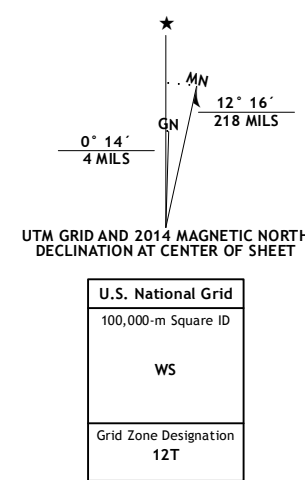 MN
GN
12° 16´
218 MILS
0° 14´
4 MILS
UTM GRID AND 2014 MAGNETIC NORTH
DECLINATION AT CENTER OF SHEET
U.S. National Grid
100,000-m Square ID
WS
Grid Zone Designation
12T